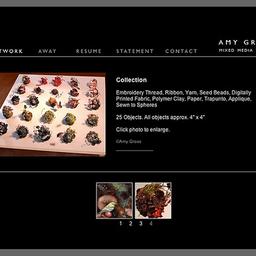 AMY GR
TWORK AWAY RESUME STATEMENT CONTACT MIXED MEDIA
Collection
Embroidery Thread, Ribbon, Yarn, Seed Beads, Digitally
Printed Fabric, Polymer Clay, Paper, Trapunto, Applique,
Sewn to Spheres
25 Objects. All objects approx. 4" x 4"
Click photo to enlarge.
©Amy Gross
1 2 3 4